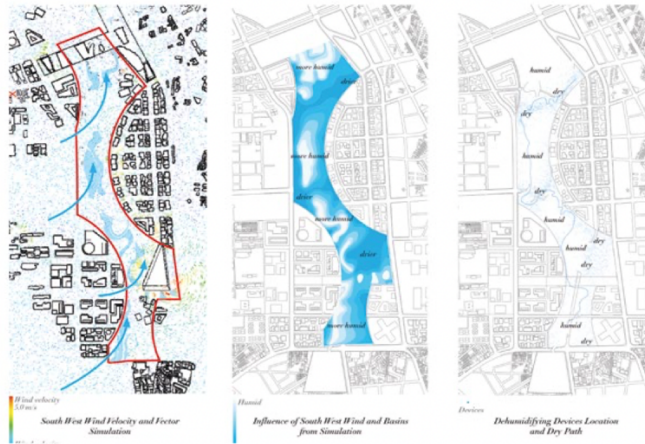 more humid
drier
more humid
drier
more humid
drier
more humid
humid
dry
dry
humid
dry
humid
dry
humid
dry
humid
dry
Wind velocity
5.0 m/s
South West Wind Velocity and Vector
Simulation
Humid
Influence of South West Wind and Basins
from Simulation
Devices
Dehumidifying Devices Location
and Dry Path